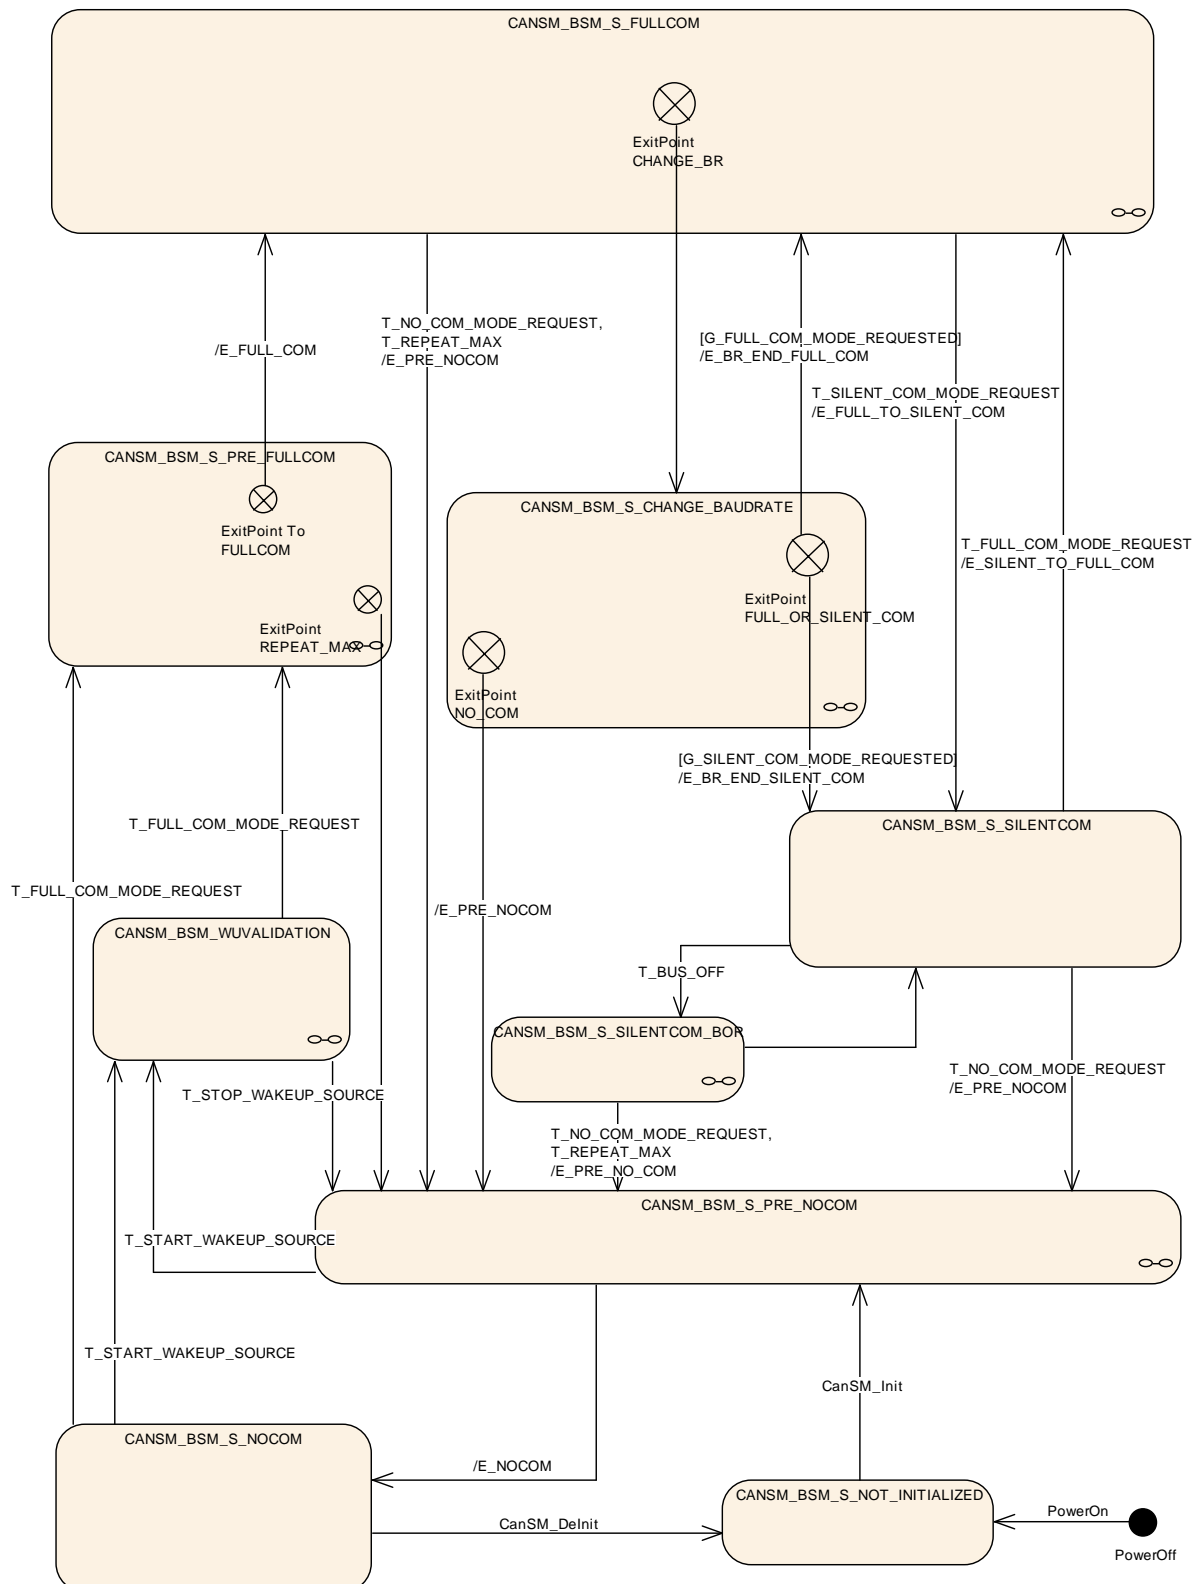 CANSM_BSM_S_FULLCOM
ExitPoint
CHANGE_BR
/E_FULL_COM
T_NO_COM_MODE_REQUEST,
T_REPEAT_MAX
/E_PRE_NOCOM
[G_FULL_COM_MODE_REQUESTED]
/E_BR_END_FULL_COM
T_SILENT_COM_MODE_REQUEST
/E_FULL_TO_SILENT_COM
CANSM_BSM_S_PRE_FULLCOM
ExitPoint To
FULLCOM
ExitPoint
REPEAT_MAX
CANSM_BSM_S_CHANGE_BAUDRATE
ExitPoint
FULL_OR_SILENT_COM
ExitPoint
NO_COM
T_FULL_COM_MODE_REQUEST
/E_SILENT_TO_FULL_COM
[G_SILENT_COM_MODE_REQUESTED]
/E_BR_END_SILENT_COM
T_FULL_COM_MODE_REQUEST
CANSM_BSM_S_SILENTCOM
T_FULL_COM_MODE_REQUEST
/E_PRE_NOCOM
CANSM_BSM_WUVALIDATION
T_BUS_OFF
CANSM_BSM_S_SILENTCOM_BOR
T_NO_COM_MODE_REQUEST
/E_PRE_NOCOM
T_STOP_WAKEUP_SOURCE
T_NO_COM_MODE_REQUEST,
T_REPEAT_MAX
/E_PRE_NO_COM
CANSM_BSM_S_PRE_NOCOM
T_START_WAKEUP_SOURCE
T_START_WAKEUP_SOURCE
CanSM_Init
CANSM_BSM_S_NOCOM
/E_NOCOM
CANSM_BSM_S_NOT_INITIALIZED
CanSM_DeInit
PowerOn
PowerOff